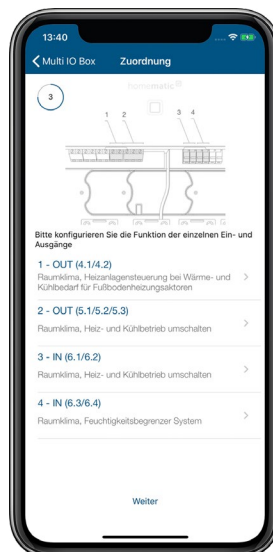 13:40
Multi IO Box Zuordnung
homematic IP
3
1 2 3 4
Bitte konfigurieren Sie die Funktion der einzelnen Ein- und
Ausgänge
1 - OUT (4.1/4.2)
Raumklima, Heizanlagensteuerung bei Wärme- und
Kühlbedarf für Fußbodenheizungsaktoren
2 - OUT (5.1/5.2/5.3)
Raumklima, Heiz- und Kühlbetrieb umschalten
3 - IN (6.1/6.2)
Raumklima, Heiz- und Kühlbetrieb umschalten
4 - IN (6.3/6.4)
Raumklima, Feuchtigkeitsbegrenzer System
Weiter